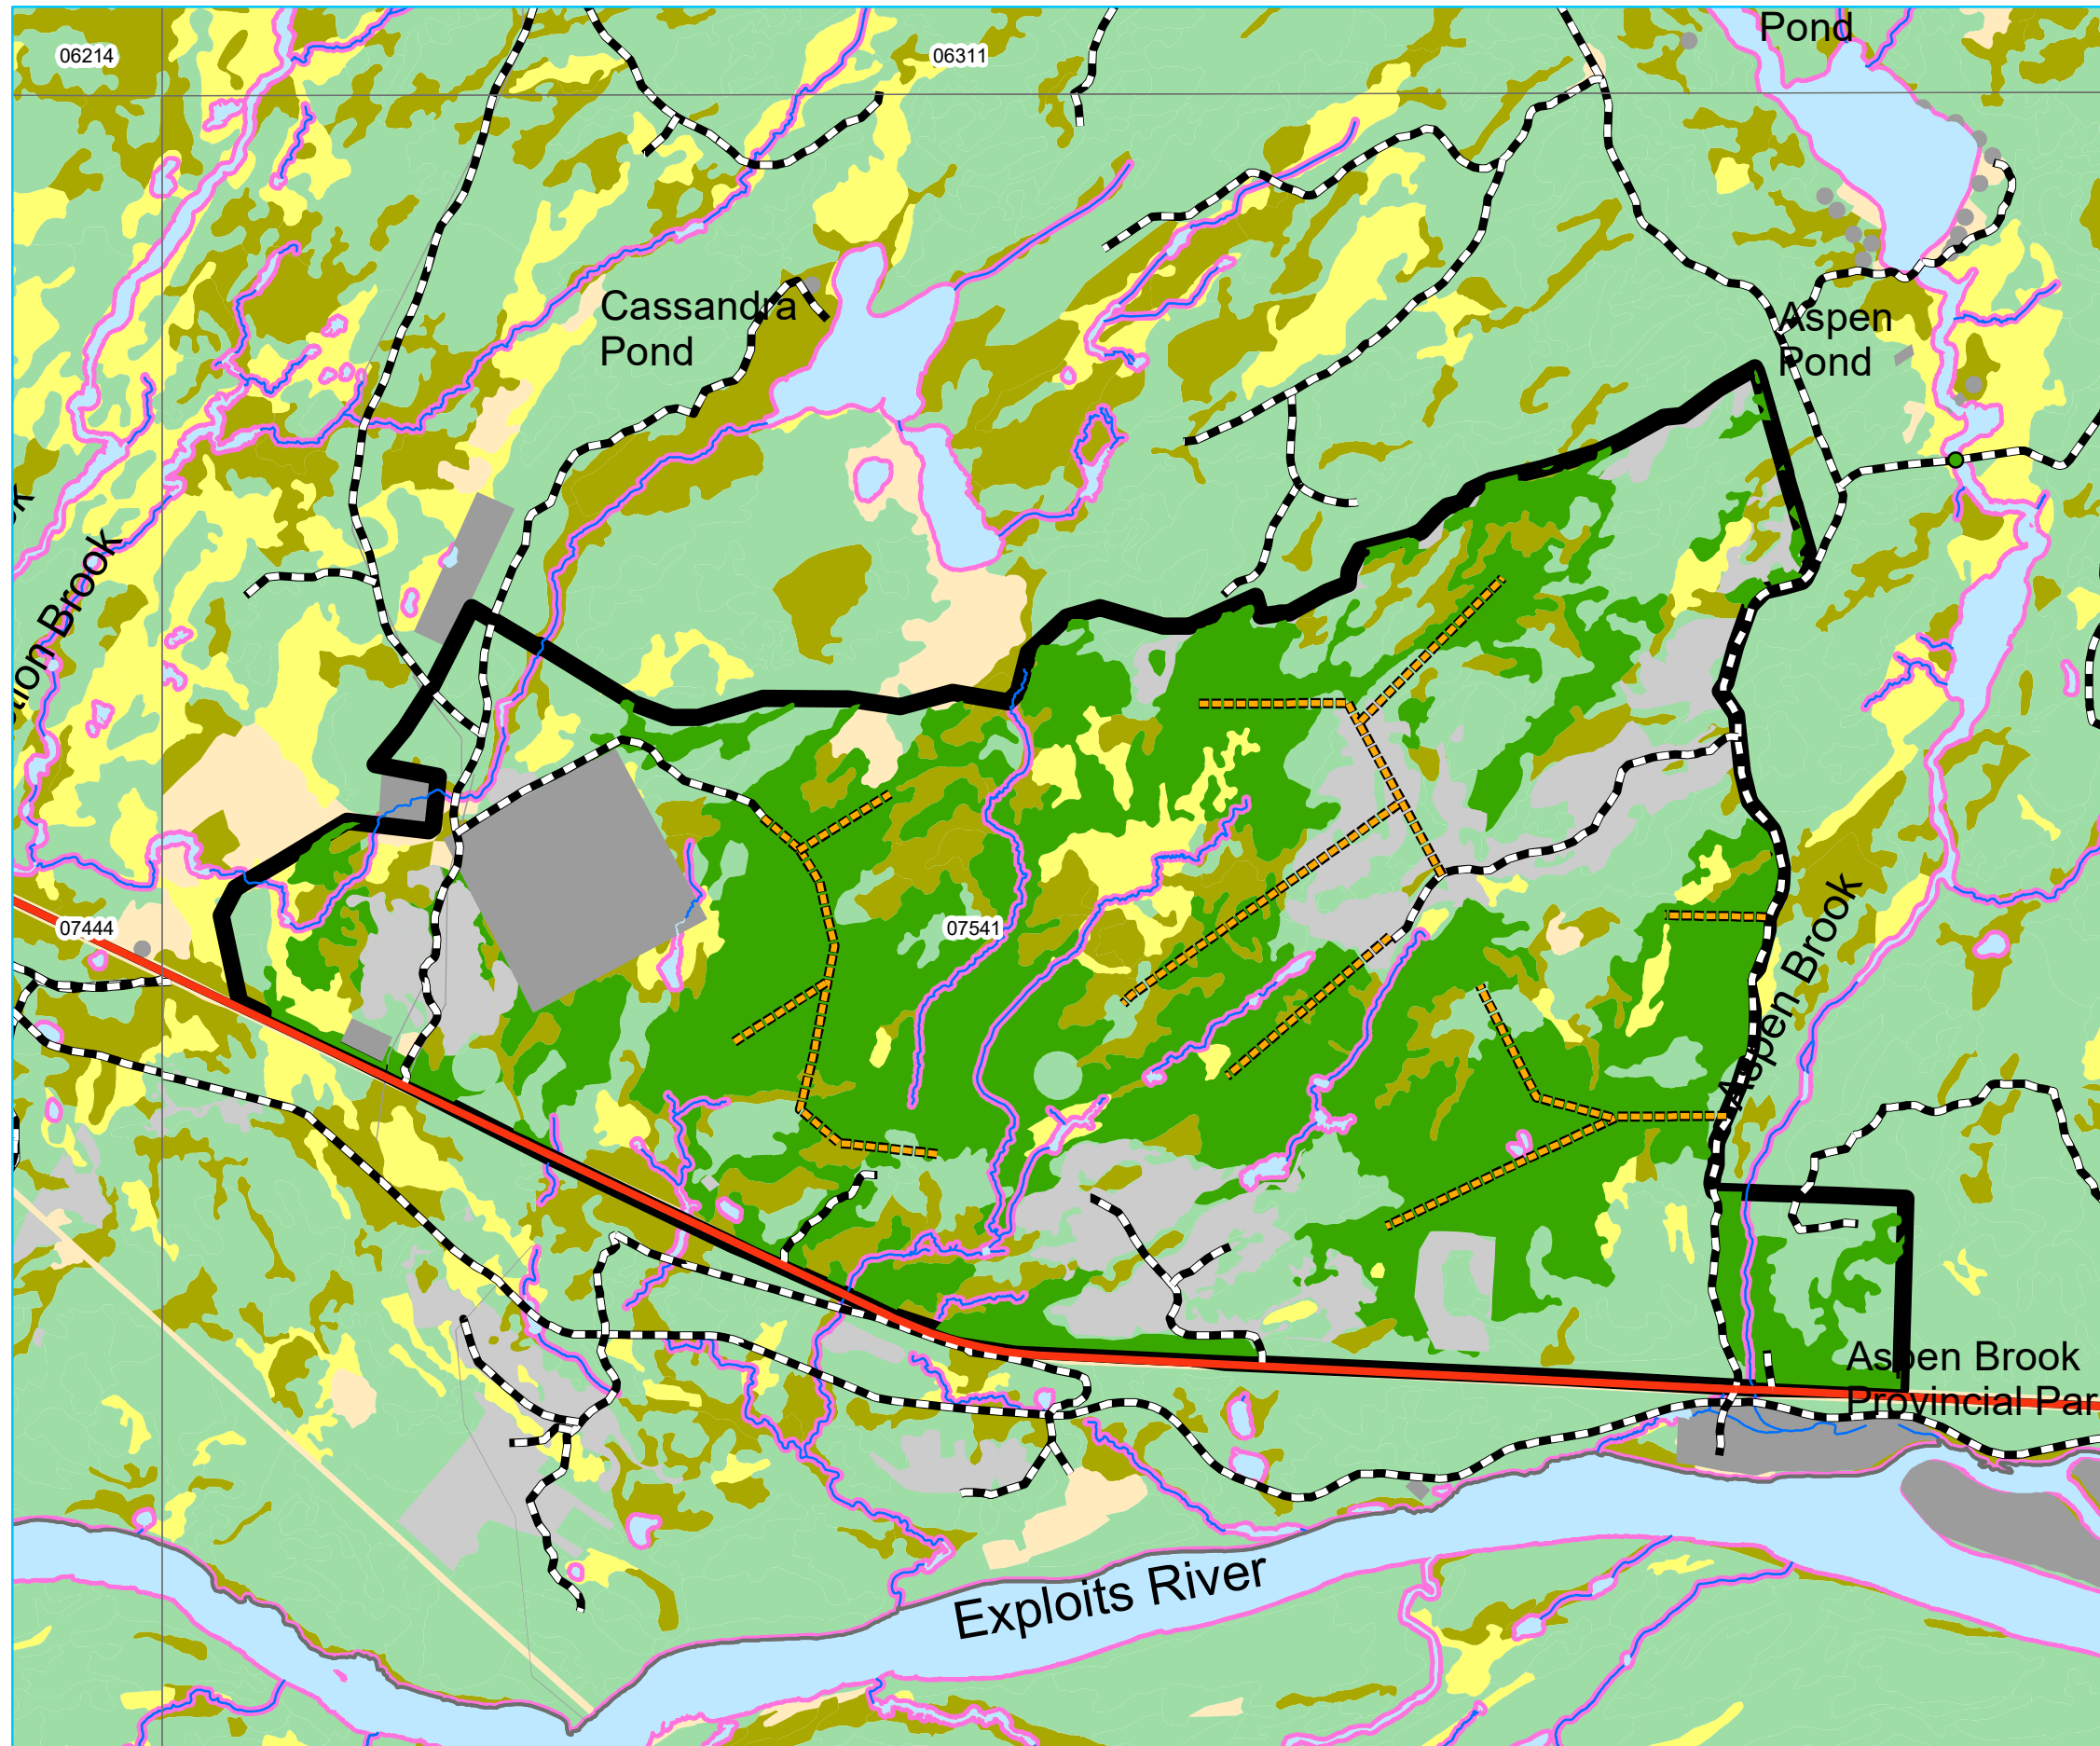 Pond
06214
06311
Cassandra
Pond
Aspen
Pond
Brook
07444
07541
Aspen Brook
Aspen Brook
Provincial Par
Exploits River